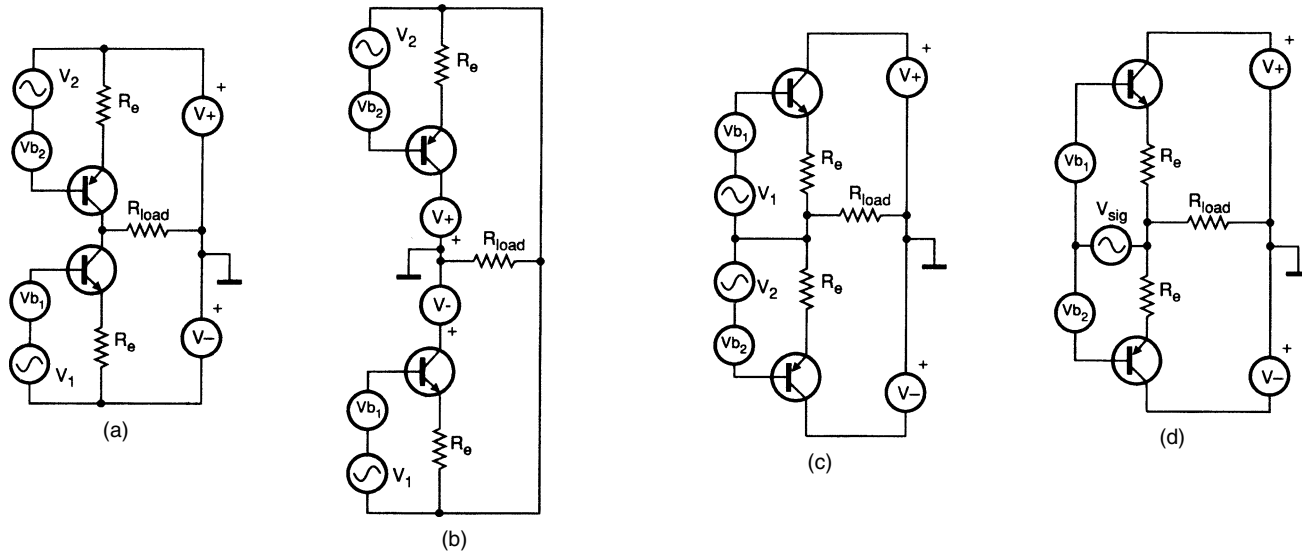 V2
Re
Vb2
V+
+
Rload
Vb1
V1
Re
V−
+
(a)
V2
Re
Vb2
V+
+
Rload
V-
+
Vb1
V1
Re
(b)
+
V+
Vb1
Re
V1
Rload
V2
Re
Vb2
+
V−
(c)
+
V+
Vb1
Re
Vsig
Rload
Re
Vb2
+
V−
(d)